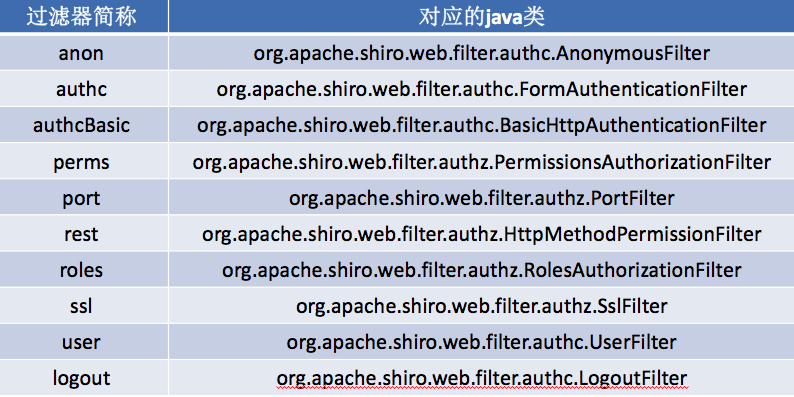 过滤器简称 对应的java类
anon org.apache.shiro.web.filter.authc.AnonymousFilter
authc org.apache.shiro.web.filter.authc.FormAuthenticationFilter
authcBasic org.apache.shiro.web.filter.authc.BasicHttpAuthenticationFilter
perms org.apache.shiro.web.filter.authz.PermissionsAuthorizationFilter
port org.apache.shiro.web.filter.authz.PortFilter
rest org.apache.shiro.web.filter.authz.HttpMethodPermissionFilter
roles org.apache.shiro.web.filter.authz.RolesAuthorizationFilter
ssl org.apache.shiro.web.filter.authz.SslFilter
user org.apache.shiro.web.filter.authc.UserFilter
logout org.apache.shiro.web.filter.authc.LogoutFilter